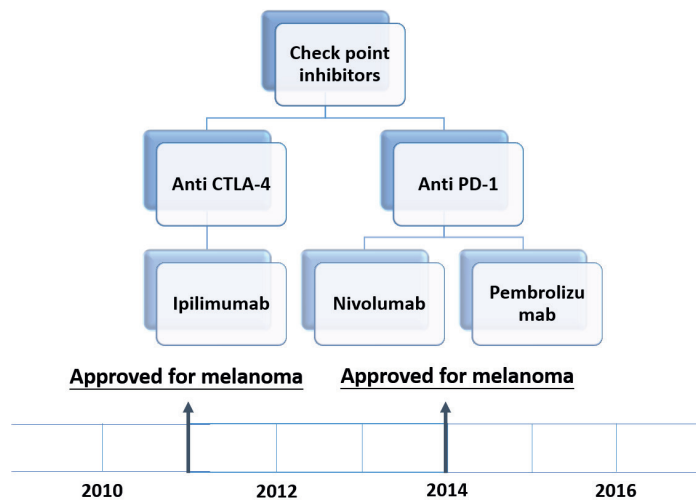 Check point
inhibitors
Anti CTLA-4
Anti PD-1
Ipilimumab
Nivolumab
Pembrolizu
mab
Approved for melanoma
Approved for melanoma
2010
2012
2014
2016